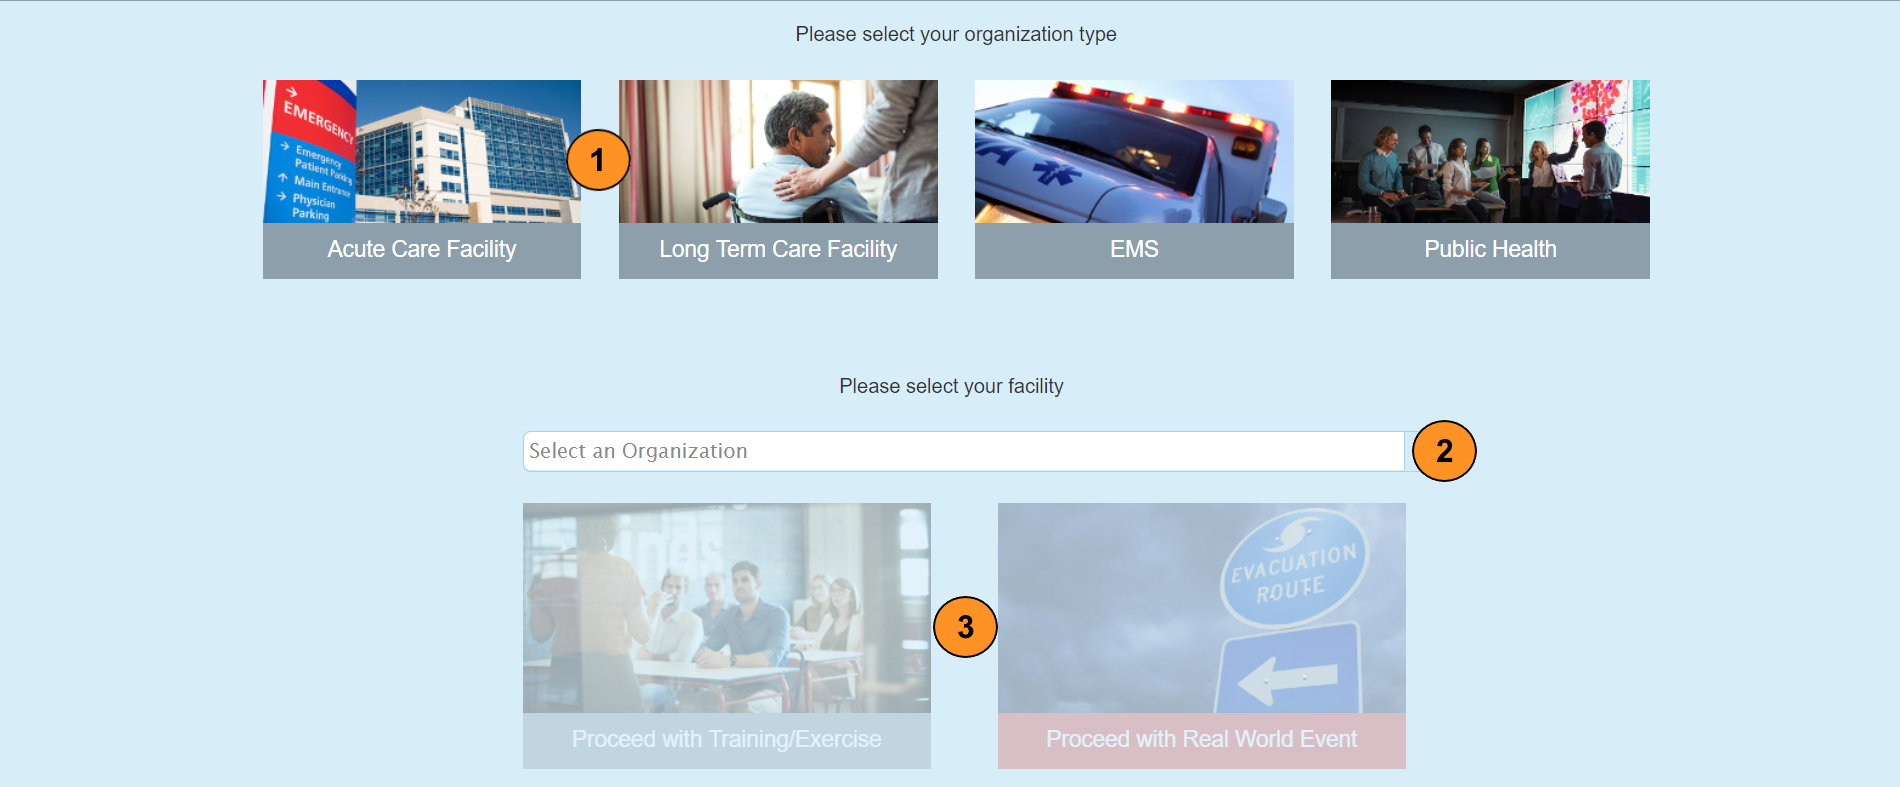 Please select your organization type
EMERGENCY
Emergency
Patient Parking
Main Entrance
Physician
Parking
1
Acute Care Facility
Long Term Care Facility
EMS
Public Health
Please select your facility
Select an Organization
2
EVACUATION
ROUTE
3
Proceed with Training/Exercise
Proceed with Real World Event